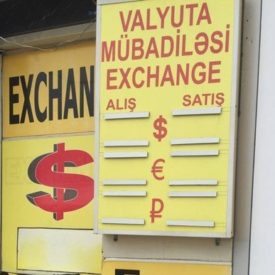 VALYUTA
MÜBADİLƏSİ
EXCHANGE
ALIŞ SATIŞ
$
€
₽
EXCHAN
$